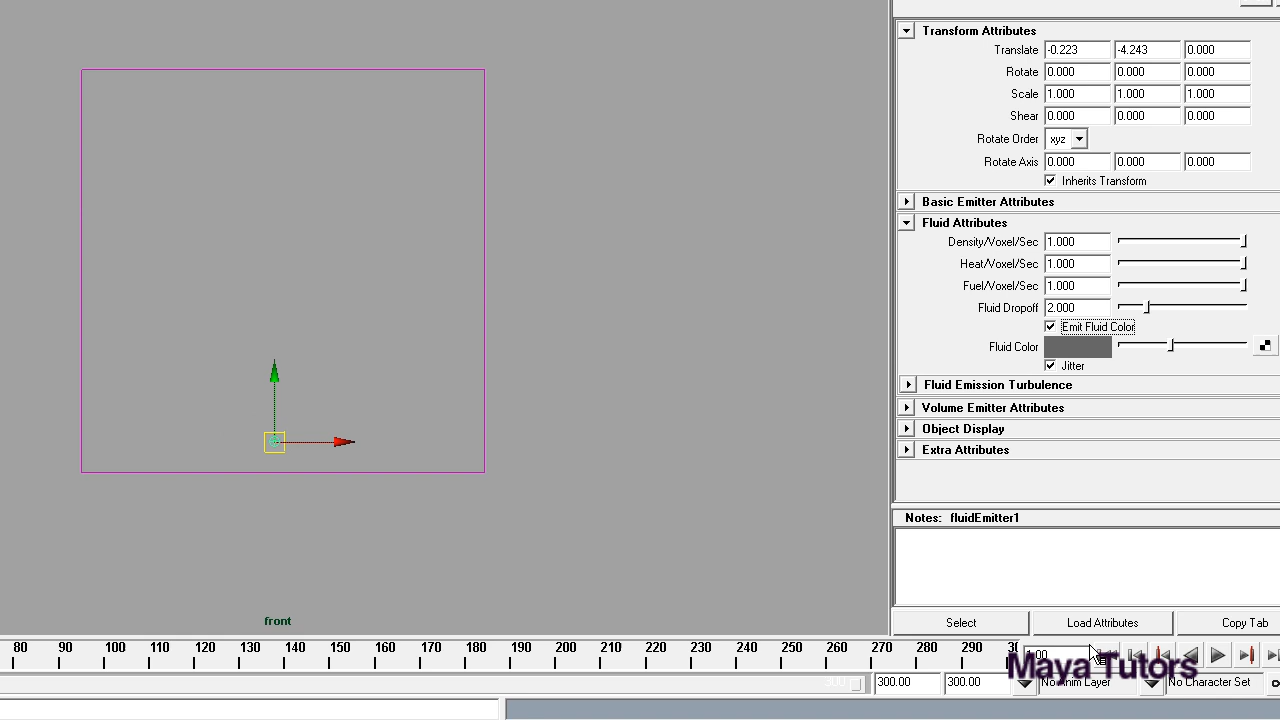 Transform Attributes
Translate -0.223 -4.243 0.000
Rotate 0.000 0.000 0.000
Scale 1.000 1.000 1.000
Shear 0.000 0.000 0.000
Rotate Order xyz
Rotate Axis 0.000 0.000 0.000
Inherits Transform
Basic Emitter Attributes
Fluid Attributes
Density/Voxel/Sec 1.000
Heat/Voxel/Sec 1.000
Fuel/Voxel/Sec 1.000
Fluid Dropoff 2.000
Emit Fluid Color
Fluid Color
Jitter
Fluid Emission Turbulence
Volume Emitter Attributes
Object Display
Extra Attributes
Notes: fluidEmitter1
front
Select Load Attributes Copy Tab
80 90 100 110 120 130 140 150 160 170 180 190 200 210 220 230 240 250 260 270 280 290
Maya Tutors
300 300.00 300.00 No Anim Layer No Character Set